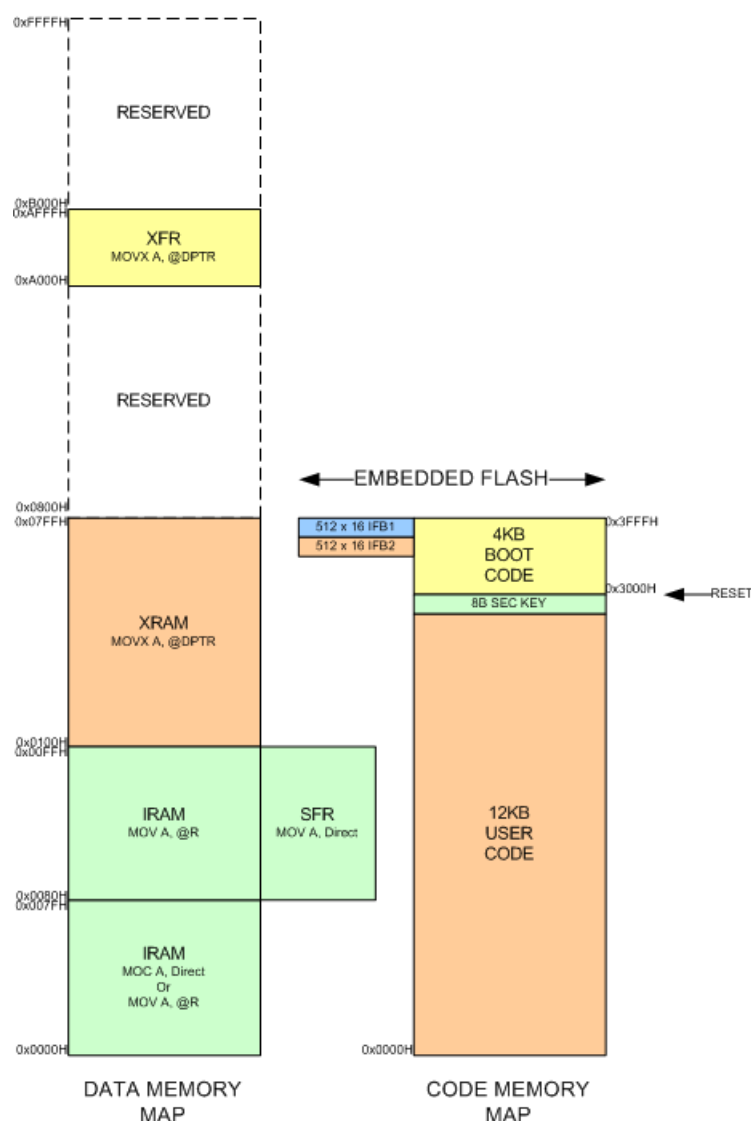 0xFFFFH
RESERVED
0xB000H
0xAFFFH
XFR
MOVX A, @DPTR
0xA000H
RESERVED
0x0800H
0x07FFH
XRAM
MOVX A, @DPTR
0x0100H
0x00FFH
IRAM
MOV A, @R
SFR
MOV A, Direct
0x0080H
0x007FH
IRAM
MOC A, Direct
Or
MOV A, @R
0x0000H
DATA MEMORY
MAP
EMBEDDED FLASH
512 x 16 IFB1
512 x 16 IFB2
4KB
BOOT
CODE
0x3FFFH
0x3000H
RESET
8B SEC KEY
12KB
USER
CODE
0x0000H
CODE MEMORY
MAP